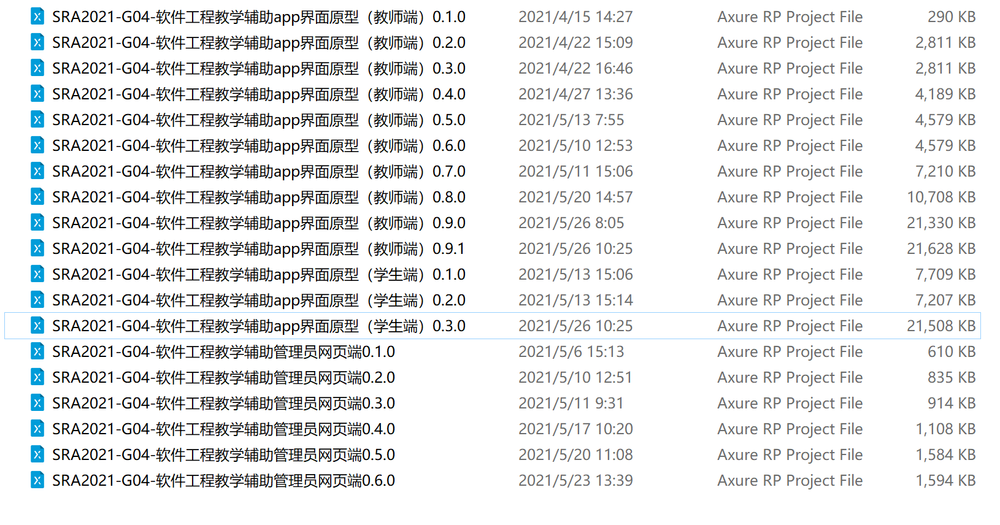 SRA2021-G04-软件工程教学辅助app界面原型（教师端）0.1.0 2021/4/15 14:27 Axure RP Project File 290 KB
SRA2021-G04-软件工程教学辅助app界面原型（教师端）0.2.0 2021/4/22 15:09 Axure RP Project File 2,811 KB
SRA2021-G04-软件工程教学辅助app界面原型（教师端）0.3.0 2021/4/22 16:46 Axure RP Project File 2,811 KB
SRA2021-G04-软件工程教学辅助app界面原型（教师端）0.4.0 2021/4/27 13:36 Axure RP Project File 4,189 KB
SRA2021-G04-软件工程教学辅助app界面原型（教师端）0.5.0 2021/5/13 7:55 Axure RP Project File 4,579 KB
SRA2021-G04-软件工程教学辅助app界面原型（教师端）0.6.0 2021/5/10 12:53 Axure RP Project File 4,579 KB
SRA2021-G04-软件工程教学辅助app界面原型（教师端）0.7.0 2021/5/11 15:06 Axure RP Project File 7,210 KB
SRA2021-G04-软件工程教学辅助app界面原型（教师端）0.8.0 2021/5/20 14:57 Axure RP Project File 10,708 KB
SRA2021-G04-软件工程教学辅助app界面原型（教师端）0.9.0 2021/5/26 8:05 Axure RP Project File 21,330 KB
SRA2021-G04-软件工程教学辅助app界面原型（教师端）0.9.1 2021/5/26 10:25 Axure RP Project File 21,628 KB
SRA2021-G04-软件工程教学辅助app界面原型（学生端）0.1.0 2021/5/13 15:06 Axure RP Project File 7,709 KB
SRA2021-G04-软件工程教学辅助app界面原型（学生端）0.2.0 2021/5/13 15:14 Axure RP Project File 7,207 KB
SRA2021-G04-软件工程教学辅助app界面原型（学生端）0.3.0 2021/5/26 10:25 Axure RP Project File 21,508 KB
SRA2021-G04-软件工程教学辅助管理员网页端0.1.0 2021/5/6 15:13 Axure RP Project File 610 KB
SRA2021-G04-软件工程教学辅助管理员网页端0.2.0 2021/5/10 12:51 Axure RP Project File 835 KB
SRA2021-G04-软件工程教学辅助管理员网页端0.3.0 2021/5/11 9:31 Axure RP Project File 914 KB
SRA2021-G04-软件工程教学辅助管理员网页端0.4.0 2021/5/17 10:20 Axure RP Project File 1,108 KB
SRA2021-G04-软件工程教学辅助管理员网页端0.5.0 2021/5/20 11:08 Axure RP Project File 1,584 KB
SRA2021-G04-软件工程教学辅助管理员网页端0.6.0 2021/5/23 13:39 Axure RP Project File 1,594 KB